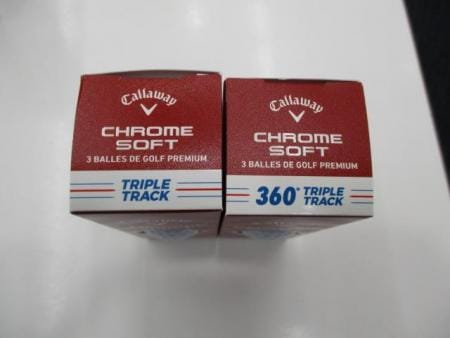 Callaway
CHROME
SOFT
3 BALLES DE GOLF PREMIUM
TRIPLE
TRACK
Callaway
CHROME
SOFT
3 BALLES DE GOLF PREMIUM
360° TRIPLE
TRACK